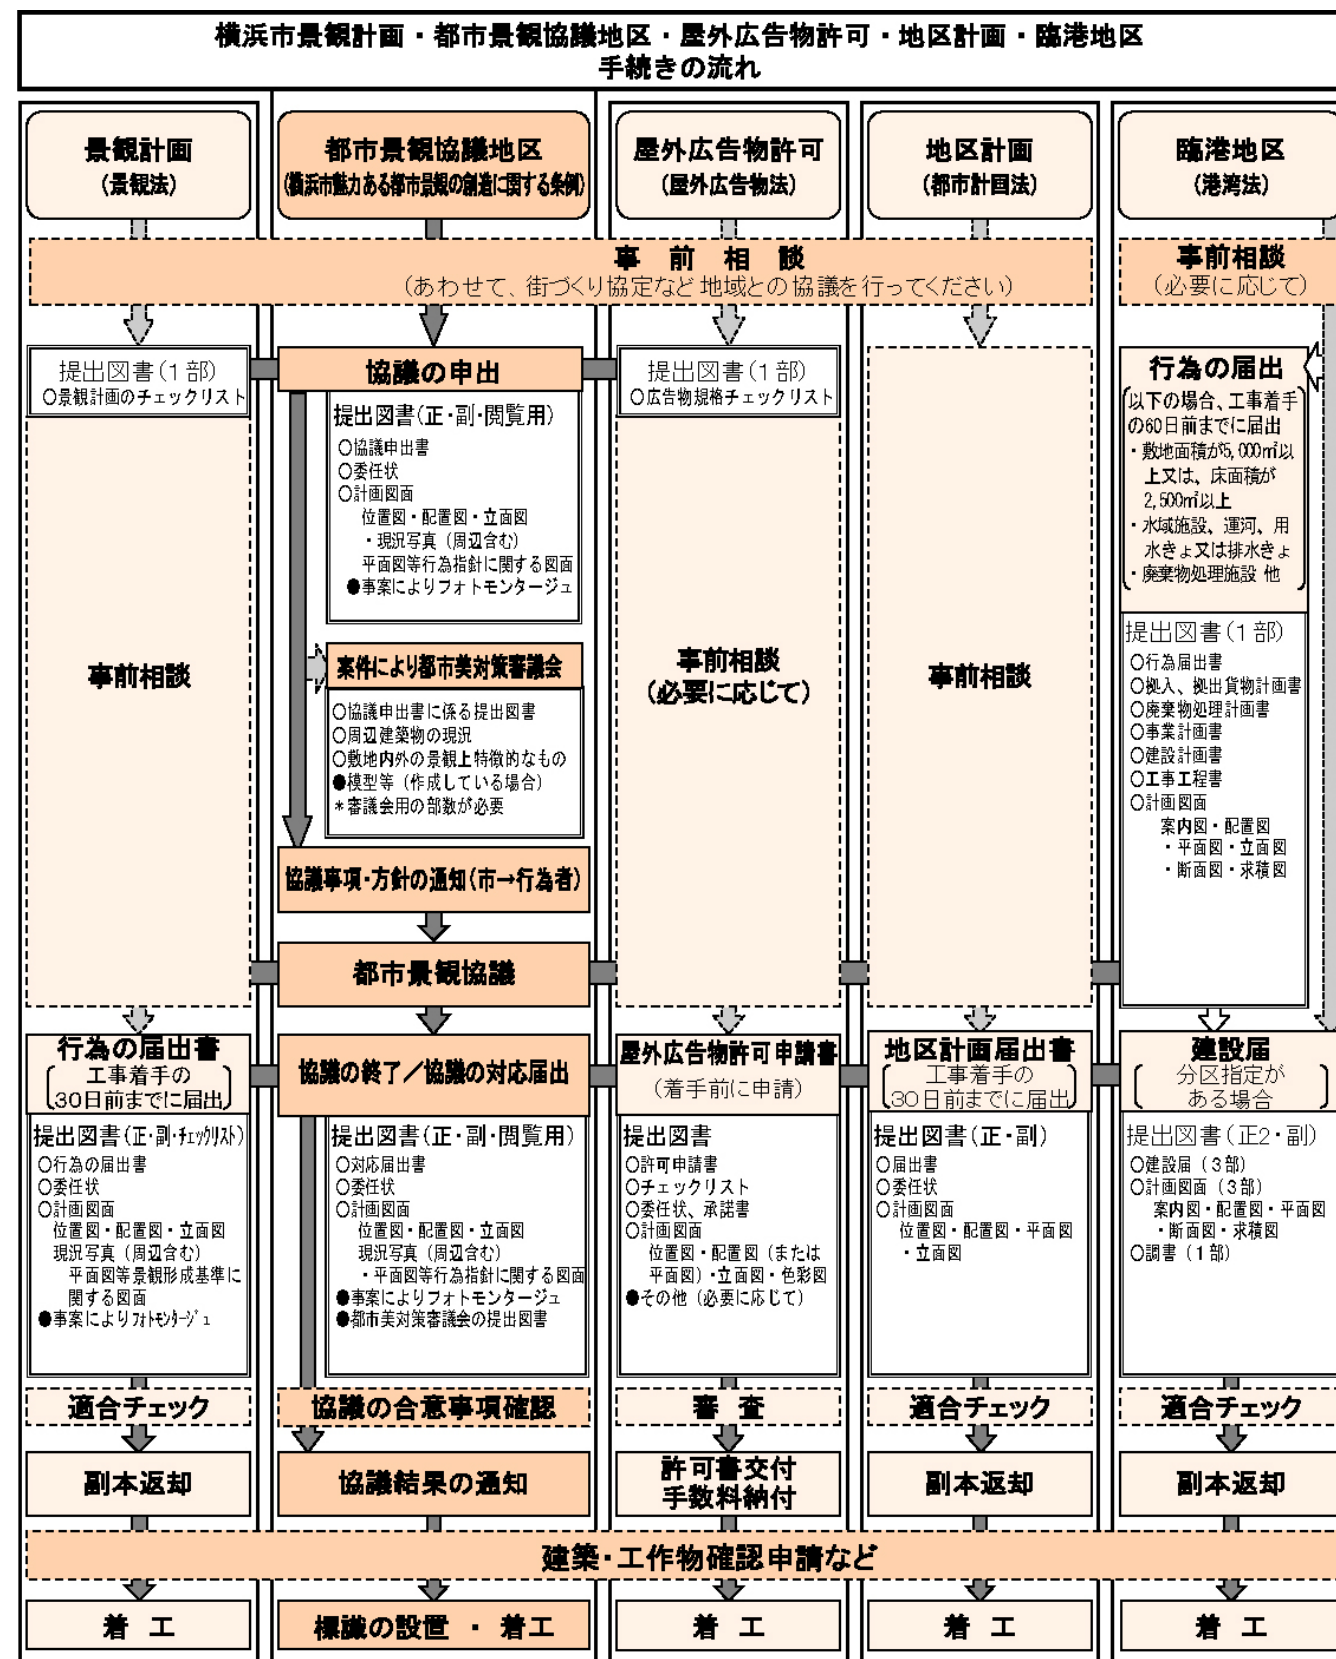 横浜市景観計画・都市景観協議地区・屋外広告物許可・地区計画・臨港地区
手続きの流れ
景観計画
(景観法)
都市景観協議地区
(横浜市魅力ある都市景観の創造に関する条例)
屋外広告物許可
(屋外広告物法)
地区計画
(都市計画法)
臨港地区
(港湾法)
事 前 相 談
(あわせて、街づくり協定など地域との協議を行ってください)
事前相談
(必要に応じて)
提出図書(1部)
○景観計画のチェックリスト
事前相談
行為の届出書
工事着手の
30日前までに届出
提出図書(正・副・チェックリスト)
○行為の届出書
○委任状
○計画図面
位置図・配置図・立面図
現況写真(周辺含む)
平面図等景観形成基準に
関する図面
●事案によりフォトモンタージュ
適合チェック
副本返却
協議の申出
提出図書(正・副・閲覧用)
○協議申出書
○委任状
○計画図面
位置図・配置図・立面図
・現況写真(周辺含む)
平面図等行為指針に関する図面
●事案によりフォトモンタージュ
案件により都市美対策審議会
○協議申出書に係る提出図書
○周辺建築物の現況
○敷地内外の景観上特徴的なもの
●模型等(作成している場合)
*審議会用の部数が必要
協議事項・方針の通知(市→行為者)
都市景観協議
協議の終了/協議の対応届出
提出図書(正・副・閲覧用)
○対応届出書
○委任状
○計画図面
位置図・配置図・立面図
現況写真(周辺含む)
・平面図等行為指針に関する図面
●事案によりフォトモンタージュ
●都市美対策審議会の提出図書
協議の合意事項確認
協議結果の通知
提出図書(1部)
○広告物規格チェックリスト
事前相談
(必要に応じて)
屋外広告物許可申請書
(着手前に申請)
提出図書
○許可申請書
○チェックリスト
○委任状、承諾書
○計画図面
位置図・配置図(または
平面図)・立面図・色彩図
●その他(必要に応じて)
審 査
許可書交付
手数料納付
事前相談
地区計画届出書
工事着手の
30日前までに届出
提出図書(正・副)
○届出書
○委任状
○計画図面
位置図・配置図・平面図
・立面図
適合チェック
副本返却
行為の届出
以下の場合、工事着手
の60日前までに届出
・敷地面積が5,000㎡以
上又は、床面積が
2,500㎡以上
・水域施設、運河、用
水きょ又は排水きょ
・廃棄物処理施設 他
提出図書(1部)
○行為届出書
○搬入、搬出貨物計画書
○廃棄物処理計画書
○事業計画書
○建設計画書
○工事工程書
○計画図面
案内図・配置図
・平面図・立面図
・断面図・求積図
建設届
分区指定が
ある場合
提出図書(正2・副)
○建設届(3部)
○計画図面(3部)
案内図・配置図・平面図
・断面図・求積図
○調書(1部)
適合チェック
副本返却
建築・工作物確認申請など
着 工
標識の設置 ・ 着工
着 工
着 工
着 工